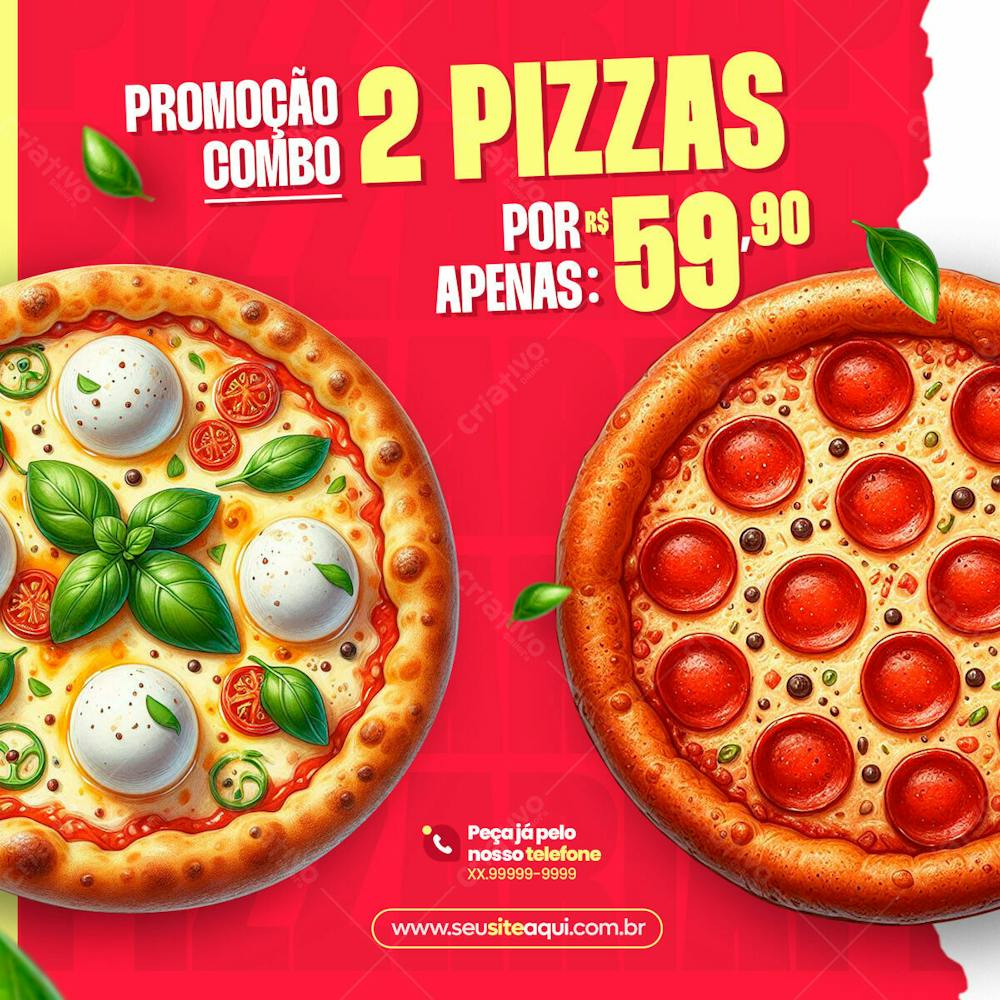 PROMOÇÃO
COMBO
2 PIZZAS
POR
APENAS:
R$59,90
Peça já pelo
nosso telefone
XX.99999-9999
www.seusiteaqui.com.br